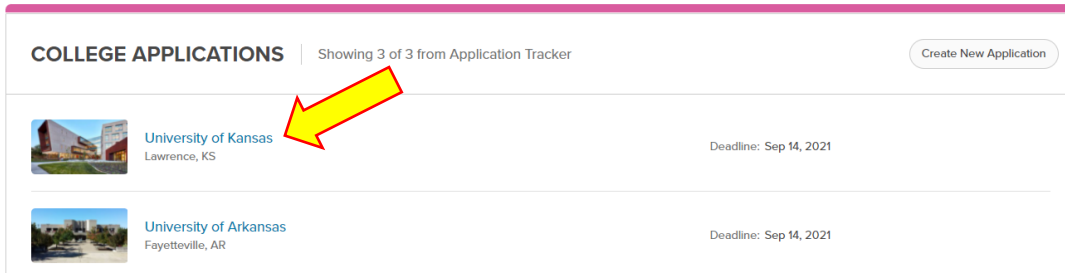 COLLEGE APPLICATIONS Showing 3 of 3 from Application Tracker Create New Application
University of Kansas
Lawrence, KS
Deadline: Sep 14, 2021
University of Arkansas
Fayetteville, AR
Deadline: Sep 14, 2021